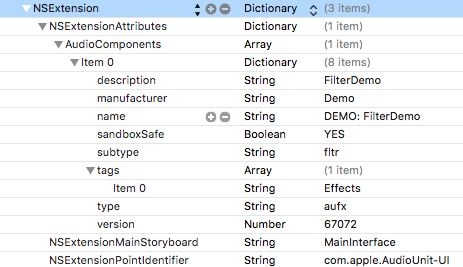 NSExtension Dictionary (3 items)
NSExtensionAttributes Dictionary (1 item)
AudioComponents Array (1 item)
Item 0 Dictionary (8 items)
description String FilterDemo
manufacturer String Demo
name String DEMO: FilterDemo
sandboxSafe Boolean YES
subtype String fltr
tags Array (1 item)
Item 0 String Effects
type String aufx
version Number 67072
NSExtensionMainStoryboard String MainInterface
NSExtensionPointIdentifier String com.apple.AudioUnit-UI